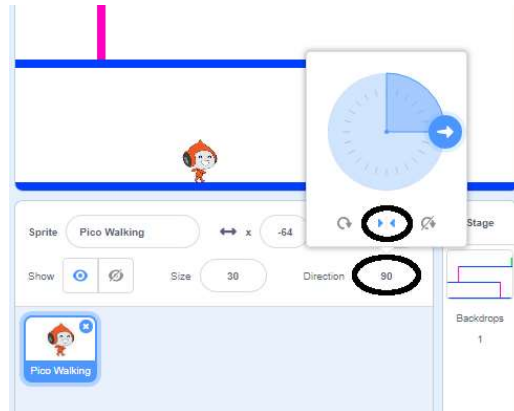 Sprite Pico Walking x -64
Show Size 30 Direction 90
Stage
Backdrops
1
Pico Walking